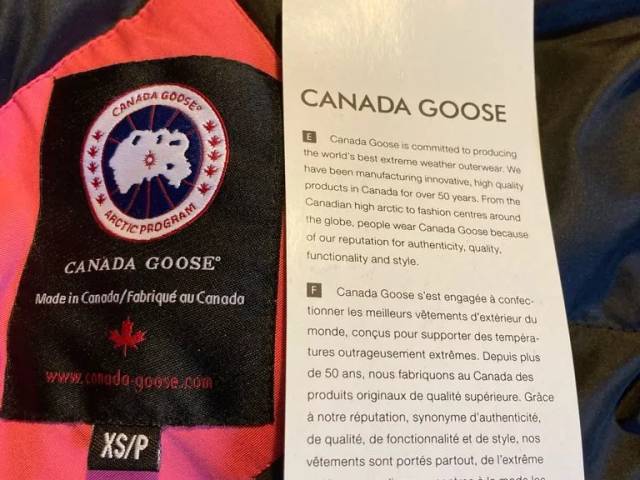 CANADA GOOSE®
ARCTIC PROGRAM
CANADA GOOSE®
Made in Canada/Fabriqué au Canada
www.canada-goose.com
XS/P
CANADA GOOSE
E Canada Goose is committed to producing
the world's best extreme weather outerwear. We
have been manufacturing innovative, high quality
products in Canada for over 50 years. From the
Canadian high arctic to fashion centres around
the globe, people wear Canada Goose because
of our reputation for authenticity, quality,
functionality and style.
F Canada Goose s'est engagée à confec-
tionner les meilleurs vêtements d'extérieur du
monde, conçus pour supporter des tempéra-
tures outrageusement extrêmes. Depuis plus
de 50 ans, nous fabriquons au Canada des
produits originaux de qualité supérieure. Grâce
à notre réputation, synonyme d'authenticité,
de qualité, de fonctionnalité et de style, nos
vêtements sont portés partout, de l'extrême